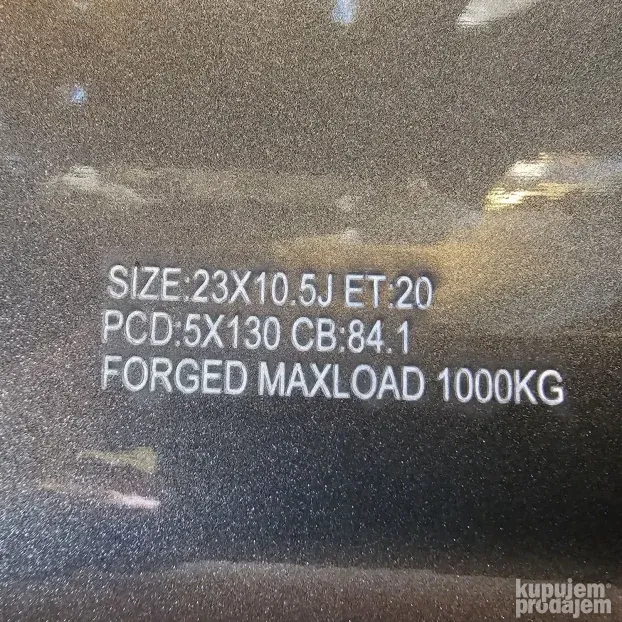 SIZE:23X10.5J ET:20
PCD:5X130 CB:84.1
FORGED MAXLOAD 1000KG
kupujem
prodajem